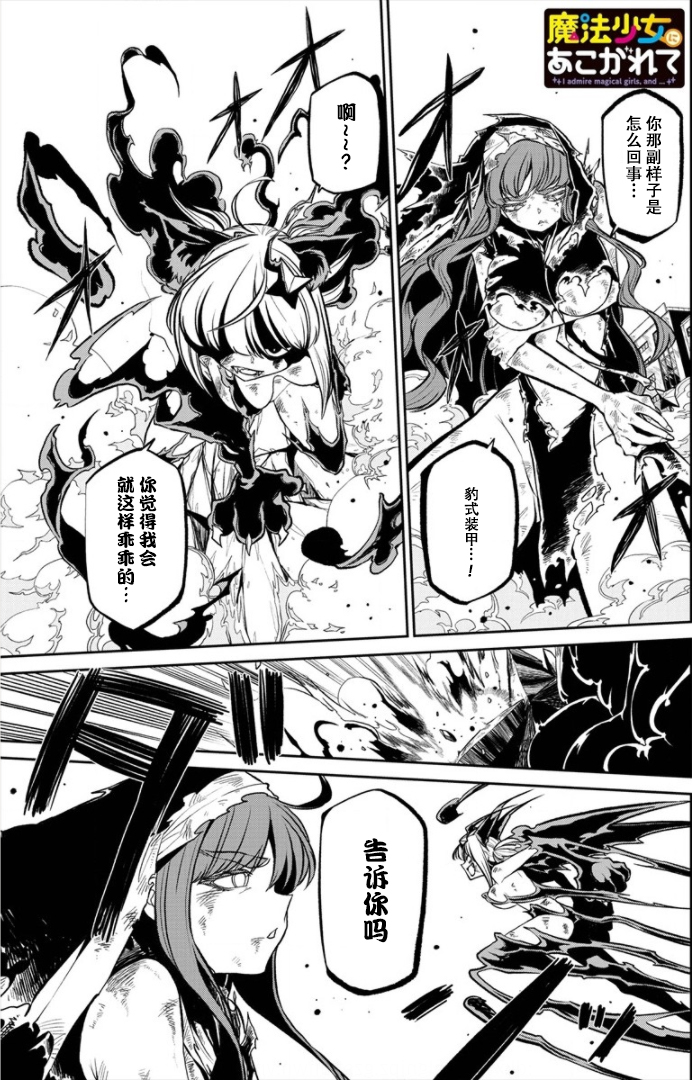 魔法少女に
あこがれて
I admire magical girls, and ...
你那副样子是
怎么回事…
豹式装甲…！
啊~~？
你觉得我会
就这样乖乖的…
告诉你吗